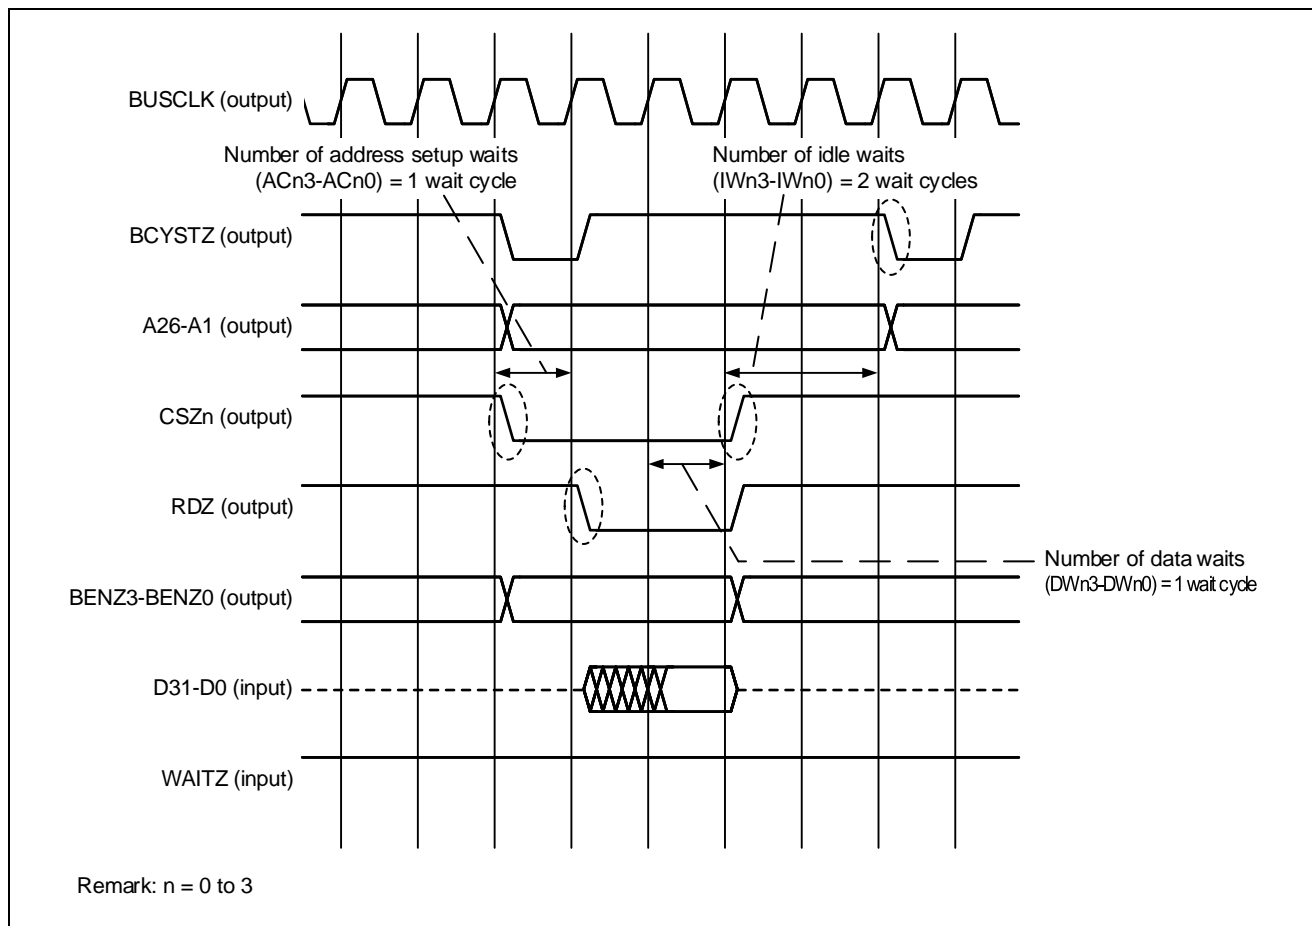 BUSCLK (output)
Number of address setup waits
(ACn3-ACn0) = 1 wait cycle
Number of idle waits
(IWn3-IWn0) = 2 wait cycles
BCYSTZ (output)
A26-A1 (output)
CSZn (output)
RDZ (output)
Number of data waits
(DWn3-DWn0) = 1 wait cycle
BENZ3-BENZ0 (output)
D31-D0 (input)
WAITZ (input)
Remark: n = 0 to 3